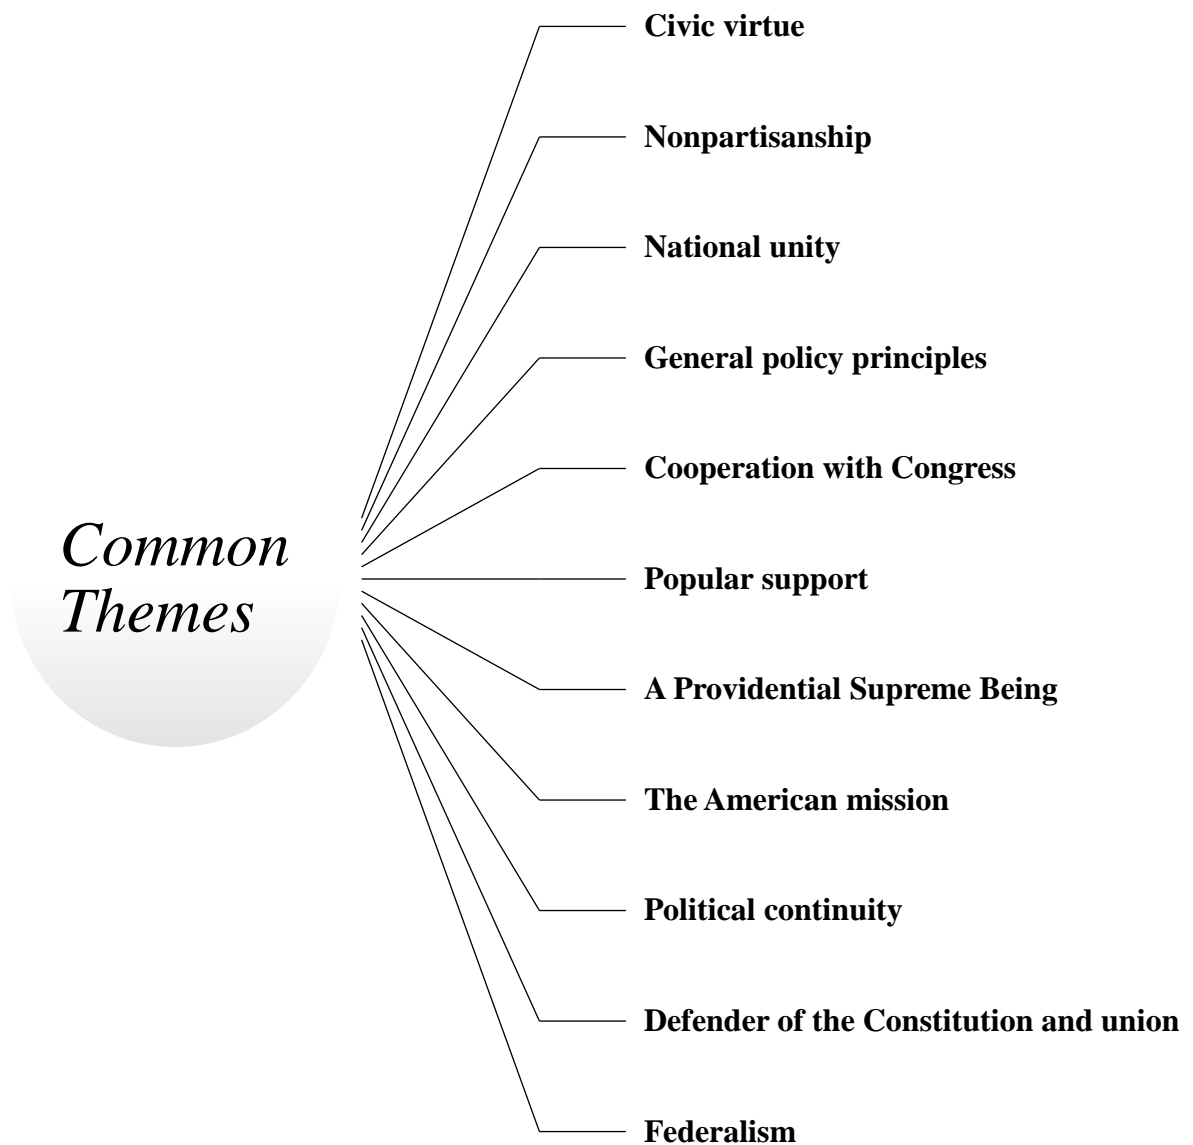 Civic virtue
Nonpartisanship
National unity
General policy principles
Cooperation with Congress
Common
Themes
Popular support
A Providential Supreme Being
The American mission
Political continuity
Defender of the Constitution and union
Federalism